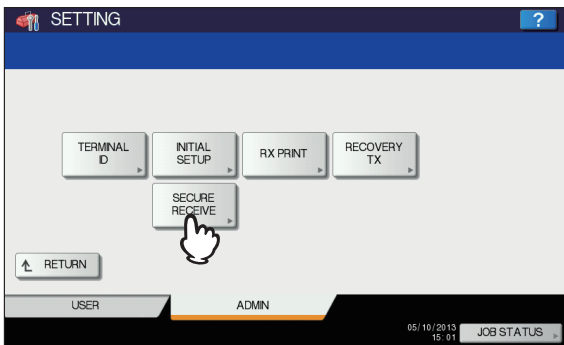 SETTING
?
TERMINAL
ID
INITIAL
SETUP
RX PRINT
RECOVERY
TX
SECURE
RECEIVE
RETURN
USER
ADMIN
05/10/2013
15:01
JOB STATUS